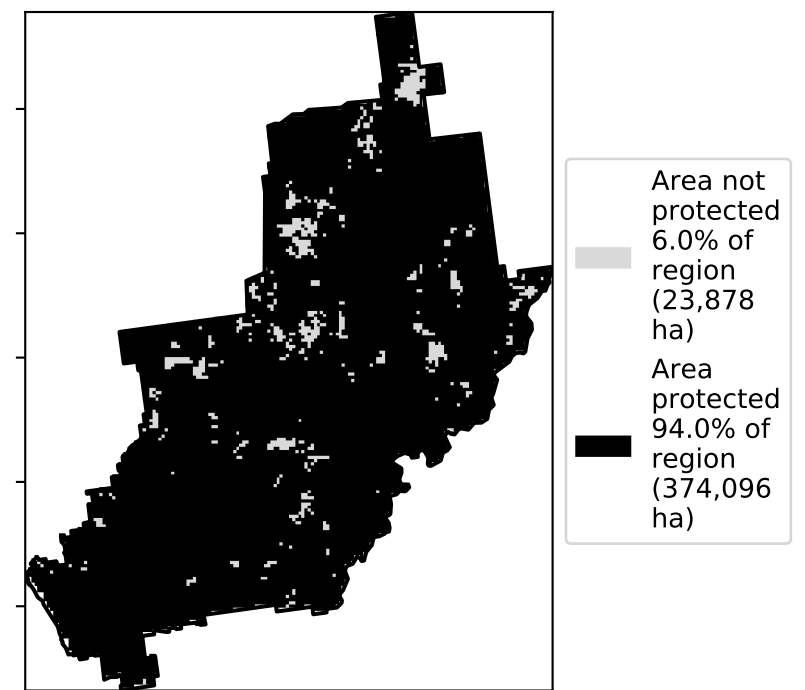 Area not
protected
6.0% of
region
(23,878
ha)
Area
protected
94.0% of
region
(374,096
ha)